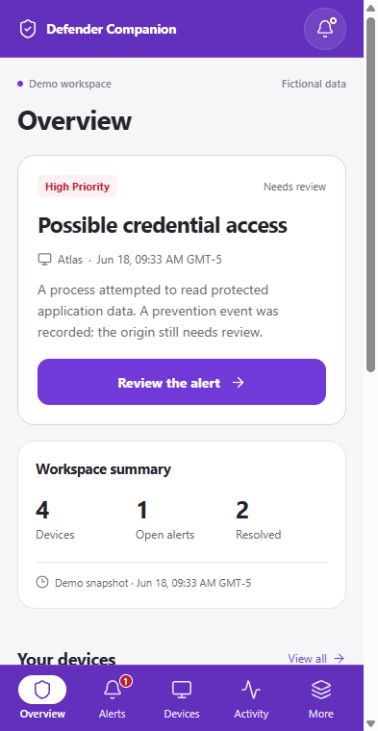 Defender Companion
Demo workspace
Fictional data
Overview
High Priority
Needs review
Possible credential access
Atlas · Jun 18, 09:33 AM GMT-5
A process attempted to read protected
application data. A prevention event was
recorded; the origin still needs review.
Review the alert →
Workspace summary
4
Devices
1
Open alerts
2
Resolved
Demo snapshot · Jun 18, 09:33 AM GMT-5
Your devices
View all →
1
Overview
Alerts
Devices
Activity
More